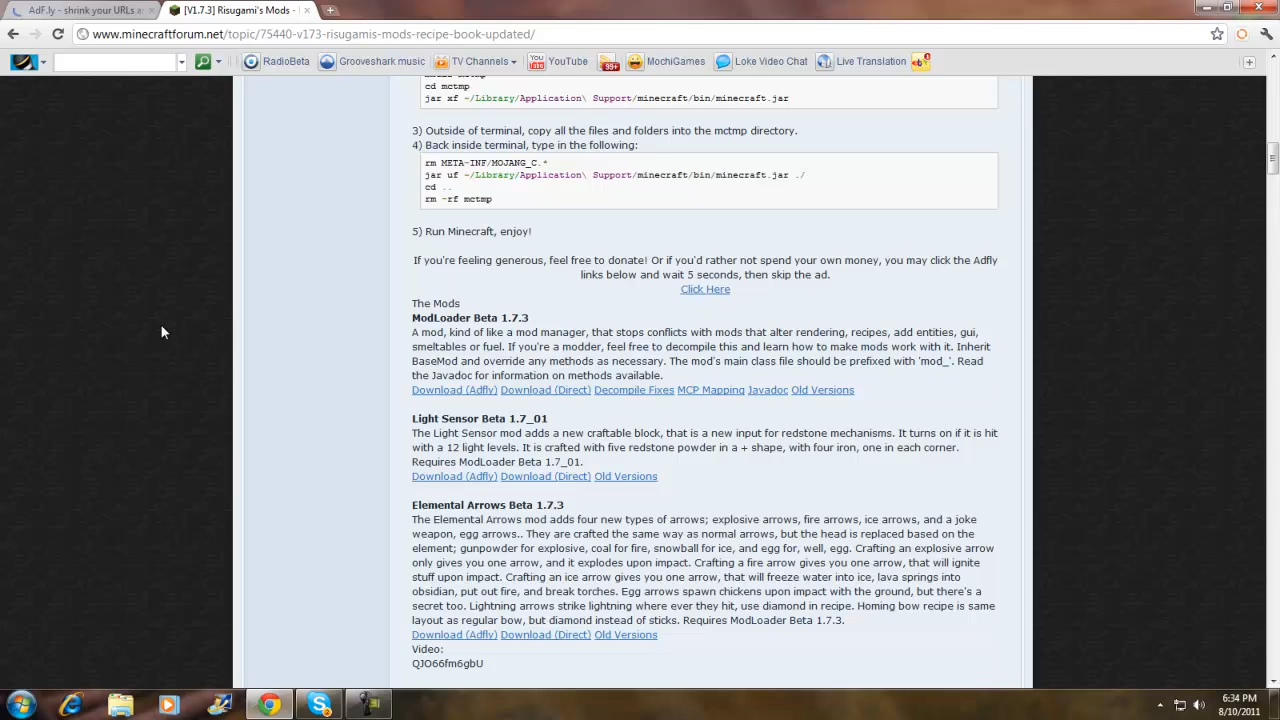 AdF.ly - shrink your URLs a
[V1.7.3] Risugami's Mods -
www.minecraftforum.net/topic/75440-v173-risugamis-mods-recipe-book-updated/
RadioBeta
Grooveshark music
TV Channels
YouTube
99+
MochiGames
Loke Video Chat
Live Translation
cd mctmp
jar xf ~/Library/Application\ Support/minecraft/bin/minecraft.jar
3) Outside of terminal, copy all the files and folders into the mctmp directory.
4) Back inside terminal, type in the following:
rm META-INF/MOJANG_C.*
jar uf ~/Library/Application\ Support/minecraft/bin/minecraft.jar ./
cd ..
rm -rf mctmp
5) Run Minecraft, enjoy!
If you're feeling generous, feel free to donate! Or if you'd rather not spend your own money, you may click the Adfly
links below and wait 5 seconds, then skip the ad.
Click Here
The Mods
ModLoader Beta 1.7.3
A mod, kind of like a mod manager, that stops conflicts with mods that alter rendering, recipes, add entities, gui,
smeltables or fuel. If you're a modder, feel free to decompile this and learn how to make mods work with it. Inherit
BaseMod and override any methods as necessary. The mod's main class file should be prefixed with 'mod_'. Read
the Javadoc for information on methods available.
Download (Adfly) Download (Direct) Decompile Fixes MCP Mapping Javadoc Old Versions
Light Sensor Beta 1.7_01
The Light Sensor mod adds a new craftable block, that is a new input for redstone mechanisms. It turns on if it is hit
with a 12 light levels. It is crafted with five redstone powder in a + shape, with four iron, one in each corner.
Requires ModLoader Beta 1.7_01.
Download (Adfly) Download (Direct) Old Versions
Elemental Arrows Beta 1.7.3
The Elemental Arrows mod adds four new types of arrows; explosive arrows, fire arrows, ice arrows, and a joke
weapon, egg arrows.. They are crafted the same way as normal arrows, but the head is replaced based on the
element; gunpowder for explosive, coal for fire, snowball for ice, and egg for, well, egg. Crafting an explosive arrow
only gives you one arrow, and it explodes upon impact. Crafting a fire arrow gives you one arrow, that will ignite
stuff upon impact. Crafting an ice arrow gives you one arrow, that will freeze water into ice, lava springs into
obsidian, put out fire, and break torches. Egg arrows spawn chickens upon impact with the ground, but there's a
secret too. Lightning arrows strike lightning where ever they hit, use diamond in recipe. Homing bow recipe is same
layout as regular bow, but diamond instead of sticks. Requires ModLoader Beta 1.7.3.
Download (Adfly) Download (Direct) Old Versions
Video:
QJO66fm6gbU
6:34 PM
8/10/2011